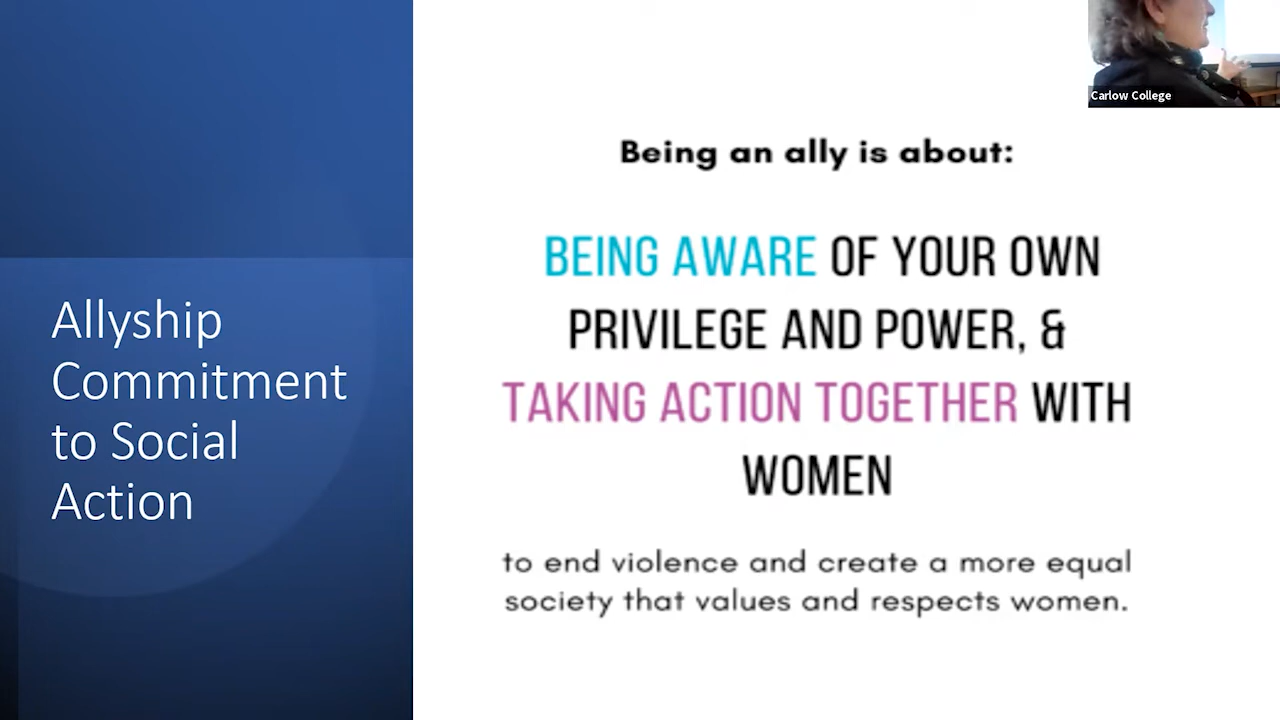 Allyship
Commitment
to Social
Action
Being an ally is about:
BEING AWARE OF YOUR OWN
PRIVILEGE AND POWER, &
TAKING ACTION TOGETHER WITH
WOMEN
to end violence and create a more equal
society that values and respects women.
Carlow College